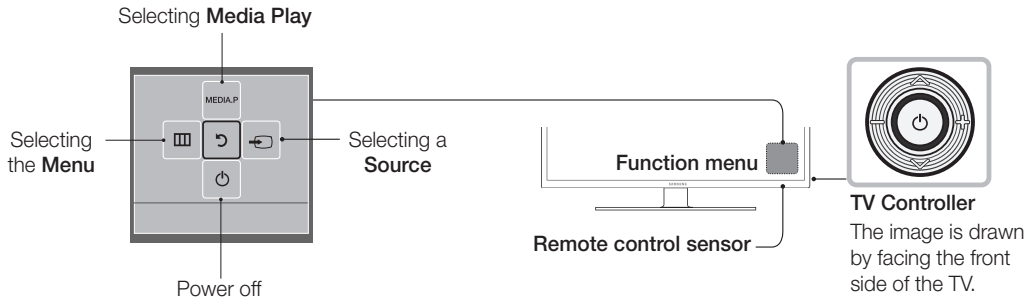 Selecting Media Play
MEDIA.P
Selecting
the Menu
Selecting a
Source
Power off
Function menu
SAMSUNG
Remote control sensor
TV Controller
The image is drawn
by facing the front
side of the TV.